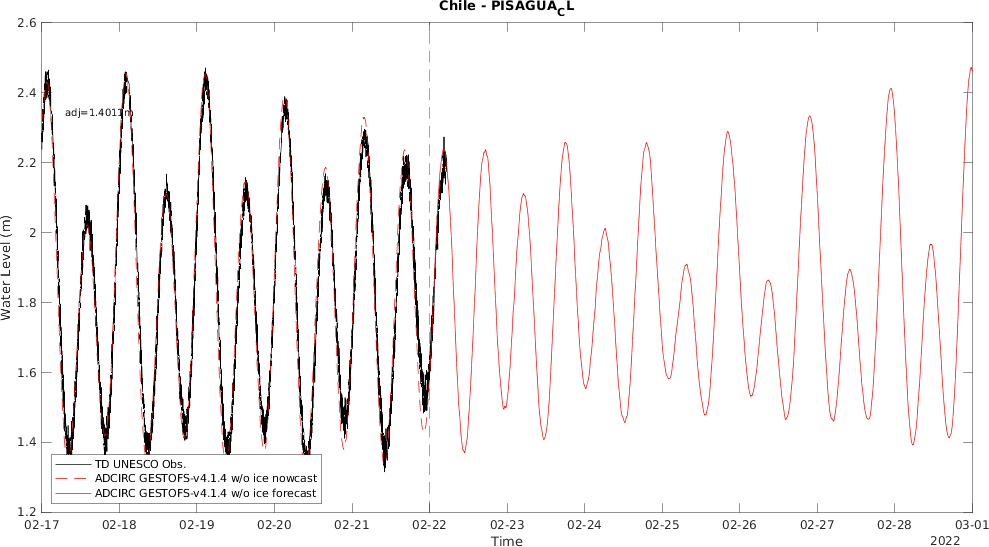 Chile - PISAGUA_CL
2.6
2.4
2.2
2
1.8
1.6
1.4
1.2
Water Level (m)
adj=1.4011m
TD UNESCO Obs.
ADCIRC GESTOFS-v4.1.4 w/o ice nowcast
ADCIRC GESTOFS-v4.1.4 w/o ice forecast
02-17 02-18 02-19 02-20 02-21 02-22 02-23 02-24 02-25 02-26 02-27 02-28 03-01
Time
2022